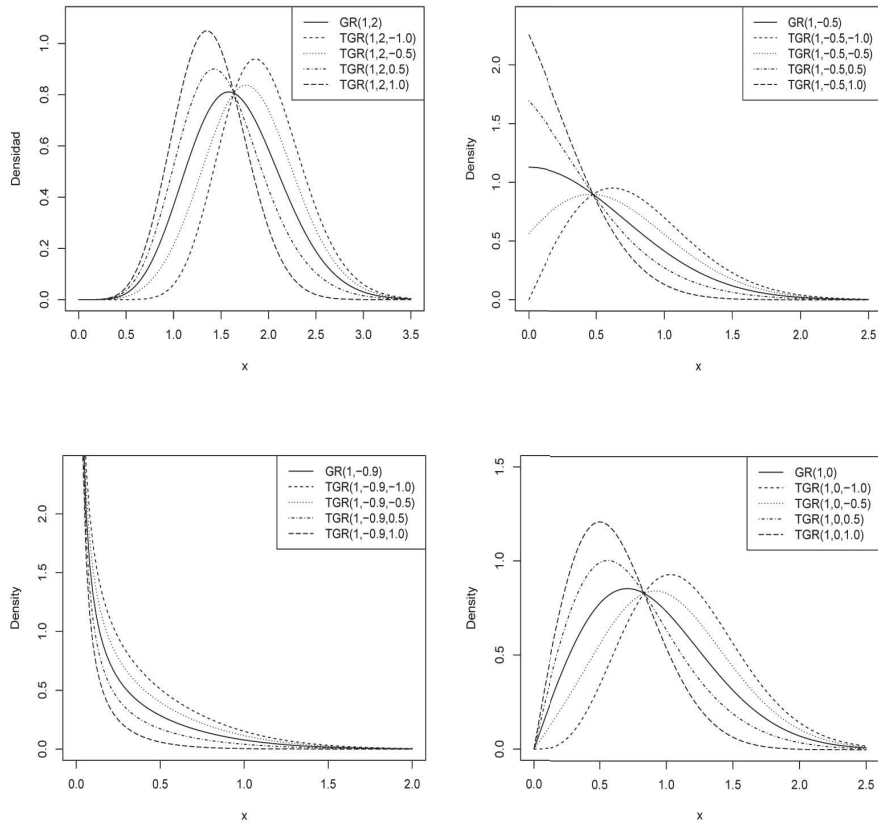 GR(1,2)
TGR(1,2,−1.0)
TGR(1,2,−0.5)
TGR(1,2,0.5)
TGR(1,2,1.0)
Densidad
0.0 0.2 0.4 0.6 0.8 1.0
0.0 0.5 1.0 1.5 2.0 2.5 3.0 3.5
x
GR(1,−0.5)
TGR(1,−0.5,−1.0)
TGR(1,−0.5,−0.5)
TGR(1,−0.5,0.5)
TGR(1,−0.5,1.0)
Density
0.0 0.5 1.0 1.5 2.0
0.0 0.5 1.0 1.5 2.0 2.5
x
GR(1,−0.9)
TGR(1,−0.9,−1.0)
TGR(1,−0.9,−0.5)
TGR(1,−0.9,0.5)
TGR(1,−0.9,1.0)
Density
0.0 0.5 1.0 1.5 2.0
0.0 0.5 1.0 1.5 2.0
x
GR(1,0)
TGR(1,0,−1.0)
TGR(1,0,−0.5)
TGR(1,0,0.5)
TGR(1,0,1.0)
Density
0.0 0.5 1.0 1.5
0.0 0.5 1.0 1.5 2.0 2.5
x